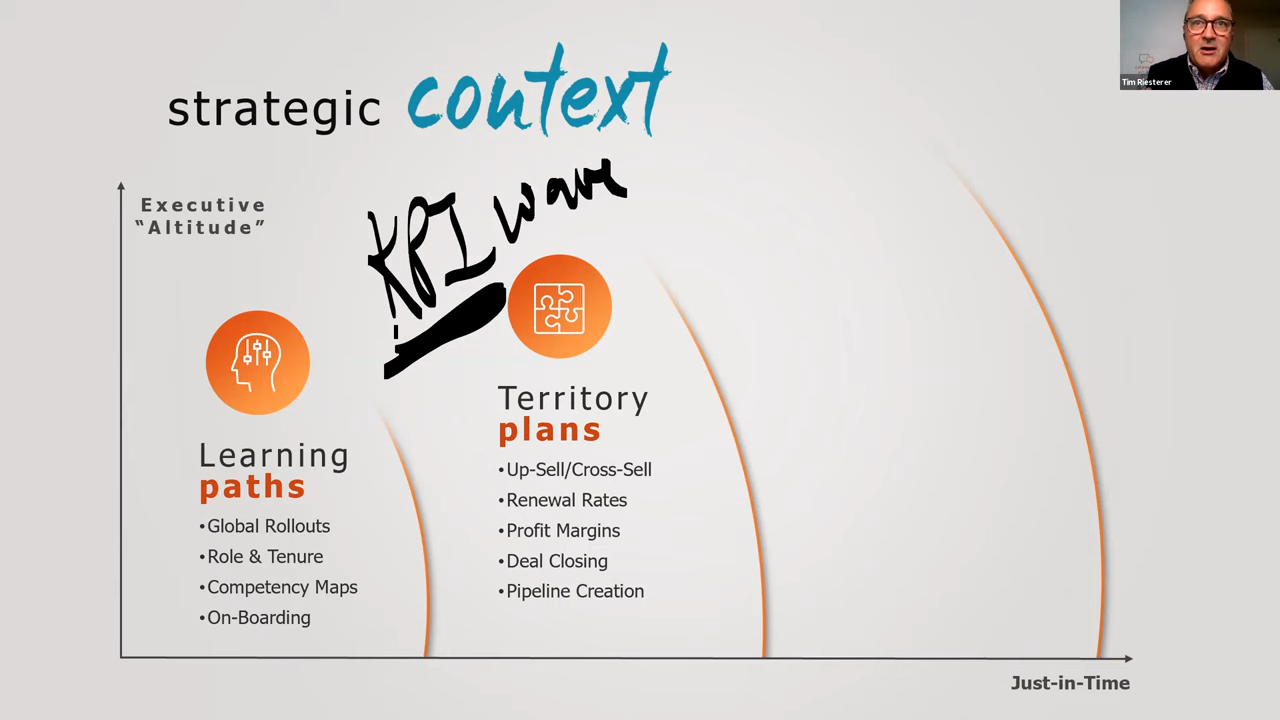 Tim Riesterer
strategic context
Executive
“Altitude”
KPI wave
Learning
paths
•Global Rollouts
•Role & Tenure
•Competency Maps
•On-Boarding
Territory
plans
•Up-Sell/Cross-Sell
•Renewal Rates
•Profit Margins
•Deal Closing
•Pipeline Creation
Just-in-Time